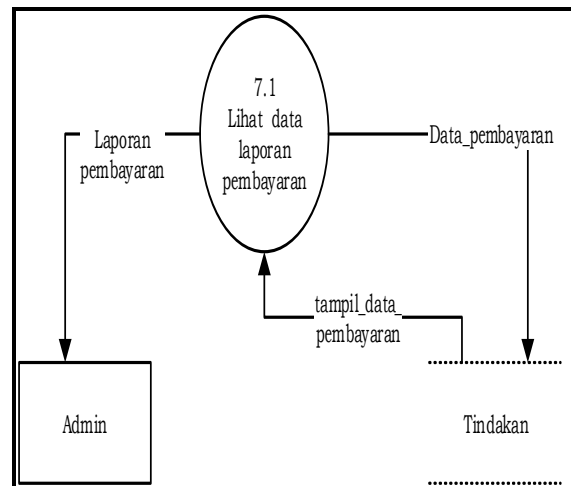 7.1
Lihat data
laporan
pembayaran
Laporan
pembayaran
Data_pembayaran
tampil_data_
pembayaran
Admin
Tindakan